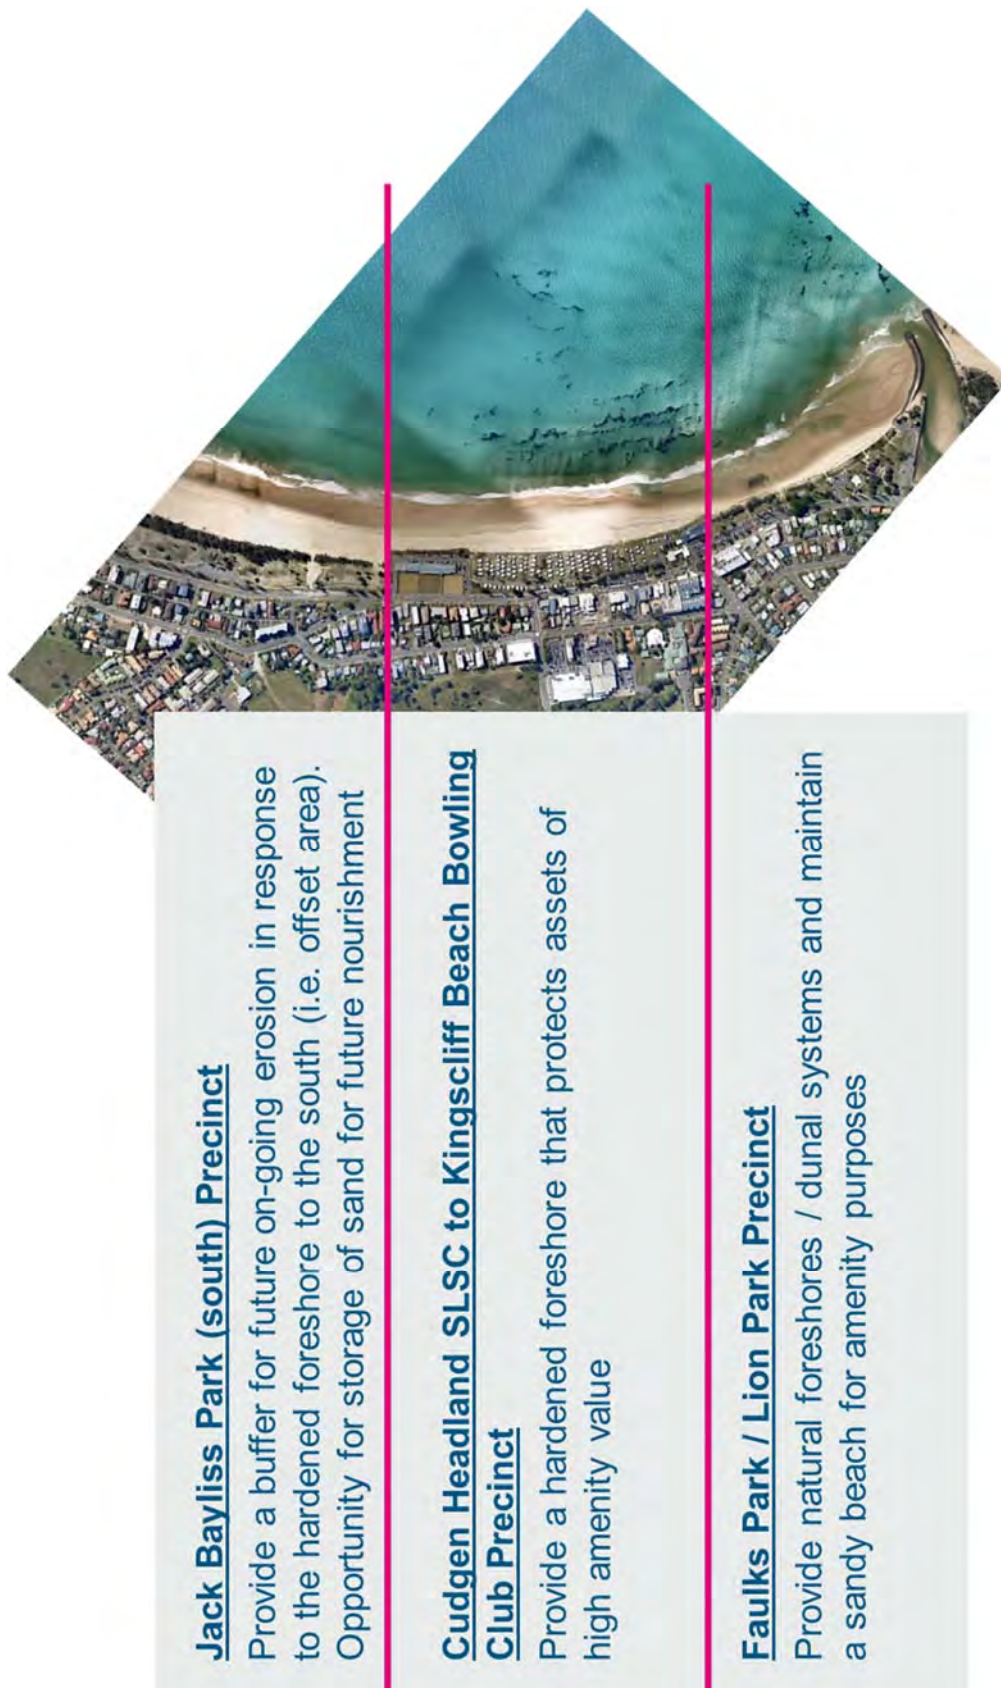 Jack Bayliss Park (south) Precinct
Provide a buffer for future on-going erosion in response
to the hardened foreshore to the south (i.e. offset area).
Opportunity for storage of sand for future nourishment
Cudgen Headland SLSC to Kingscliff Beach Bowling
Club Precinct
Provide a hardened foreshore that protects assets of
high amenity value
Faulks Park / Lion Park Precinct
Provide natural foreshores / dunal systems and maintain
a sandy beach for amenity purposes